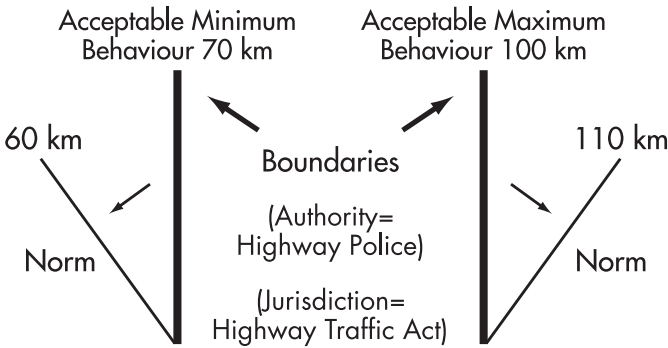 Acceptable Minimum
Behaviour 70 km
Acceptable Maximum
Behaviour 100 km
60 km
110 km
Boundaries
(Authority=
Highway Police)
Norm
Norm
(Jurisdiction=
Highway Traffic Act)